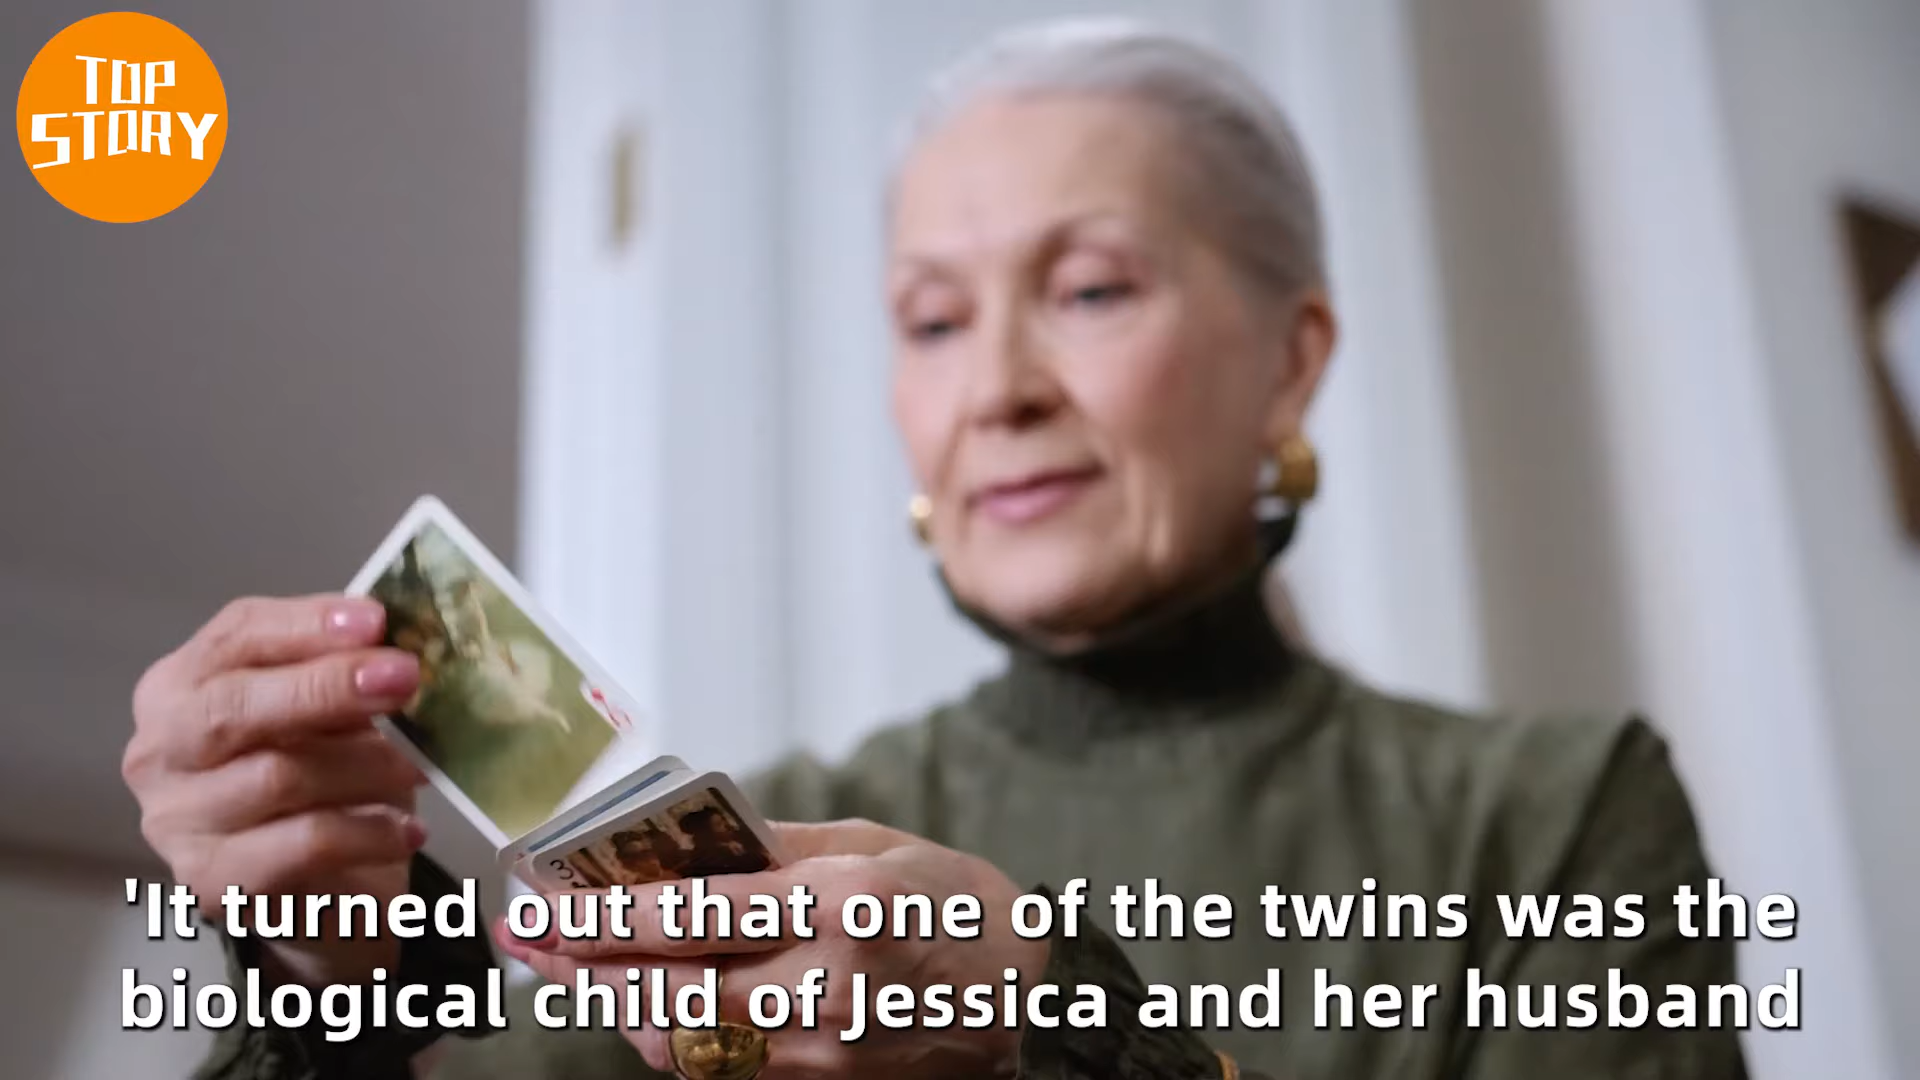 TOP
STORY
'It turned out that one of the twins was the
biological child of Jessica and her husband